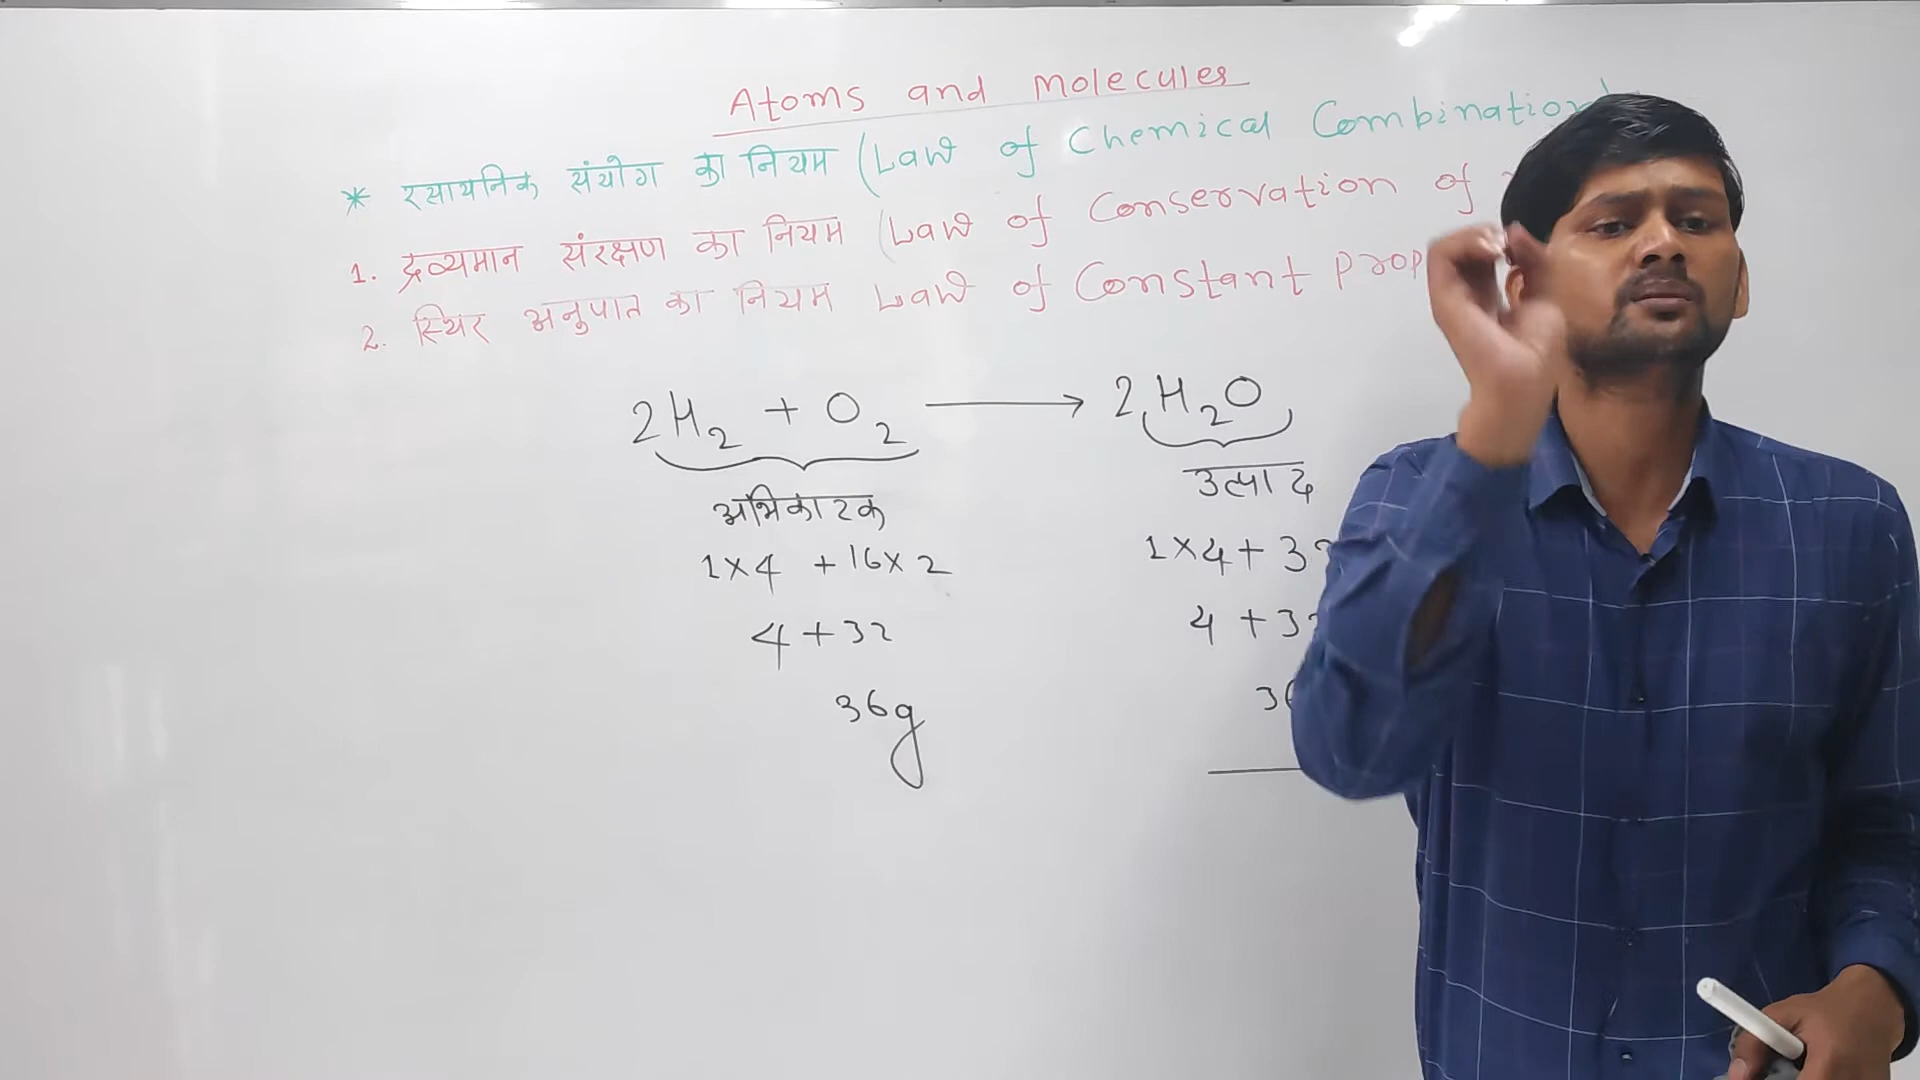 Atoms and Molecules
* रसायनिक संयोग का नियम (Law of Chemical Combination
1. द्रव्यमान संरक्षण का नियम (Law of Conservation of
2. स्थिर अनुपात का नियम Law of Constant prop
2H₂ + O₂ → 2H₂O
अभिकारक उत्पाद
1×4 + 16×2 1×4+3
4+32 4+3
36g 36